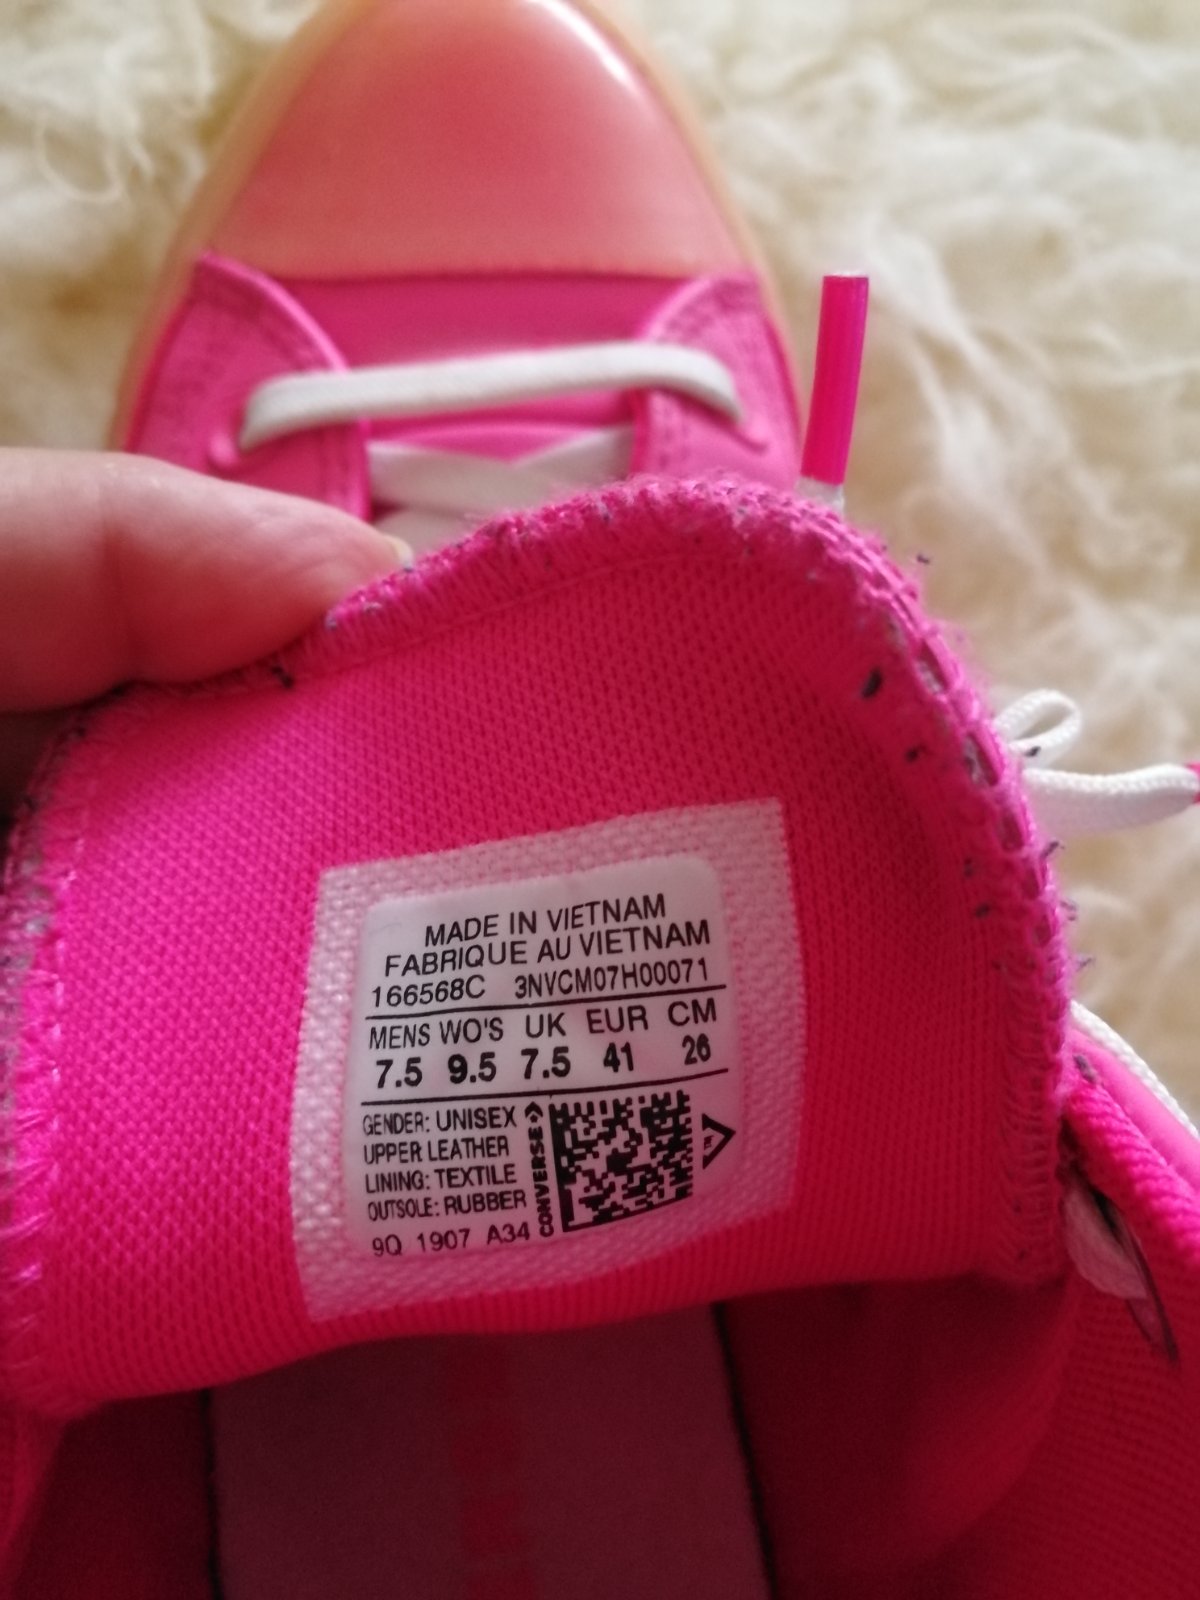 MADE IN VIETNAM
FABRIQUE AU VIETNAM
166568C 3NVCM07H00071
MENS WO'S UK EUR CM
7.5 9.5 7.5 41 26
GENDER: UNISEX
UPPER LEATHER
LINING: TEXTILE
OUTSOLE: RUBBER
9Q 1907 A34
CONVERSE
TM